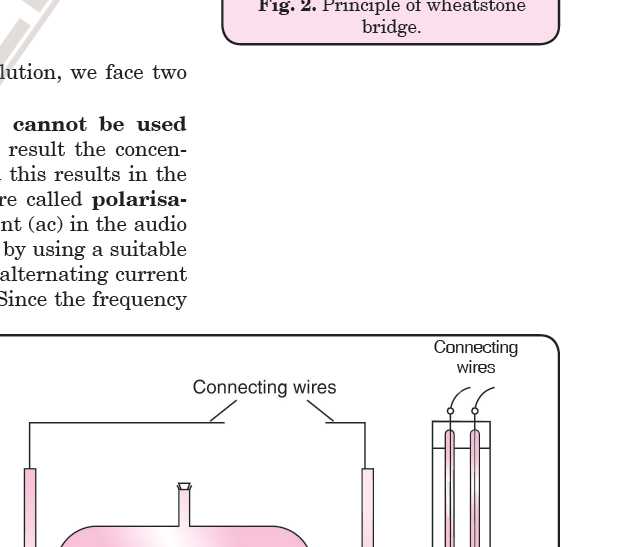 Fig. 2. Principle of wheatstone
bridge.
lution, we face two
cannot be used
result the concen-
this results in the
re called polarisa-
nt (ac) in the audio
by using a suitable
alternating current
Since the frequency
Connecting
wires
Connecting wires